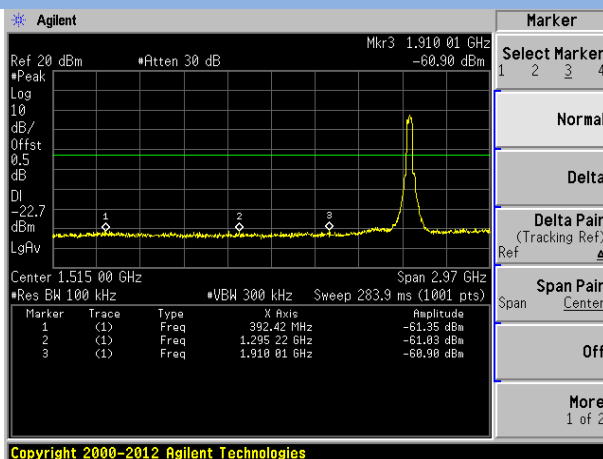 Agilent
Marker
Mkr3 1.910 01 GHz
Ref 20 dBm #Atten 30 dB -60.90 dBm
#Peak
Log
10
dB/
Offst
0.5
dB
DI
-22.7
dBm
LgAv
1 2 3
Center 1.515 00 GHz Span 2.97 GHz
#Res BW 100 kHz #VBW 300 kHz Sweep 283.9 ms (1001 pts)
Marker Trace Type X Axis Amplitude
1 (1) Freq 392.42 MHz -61.35 dBm
2 (1) Freq 1.295 22 GHz -61.03 dBm
3 (1) Freq 1.910 01 GHz -60.90 dBm
Select Marker
1 2 3 4
Normal
Delta
Delta Pair
(Tracking Ref)
Ref Δ
Span Pair
Span Center
Off
More
1 of 2
Copyright 2000-2012 Agilent Technologies